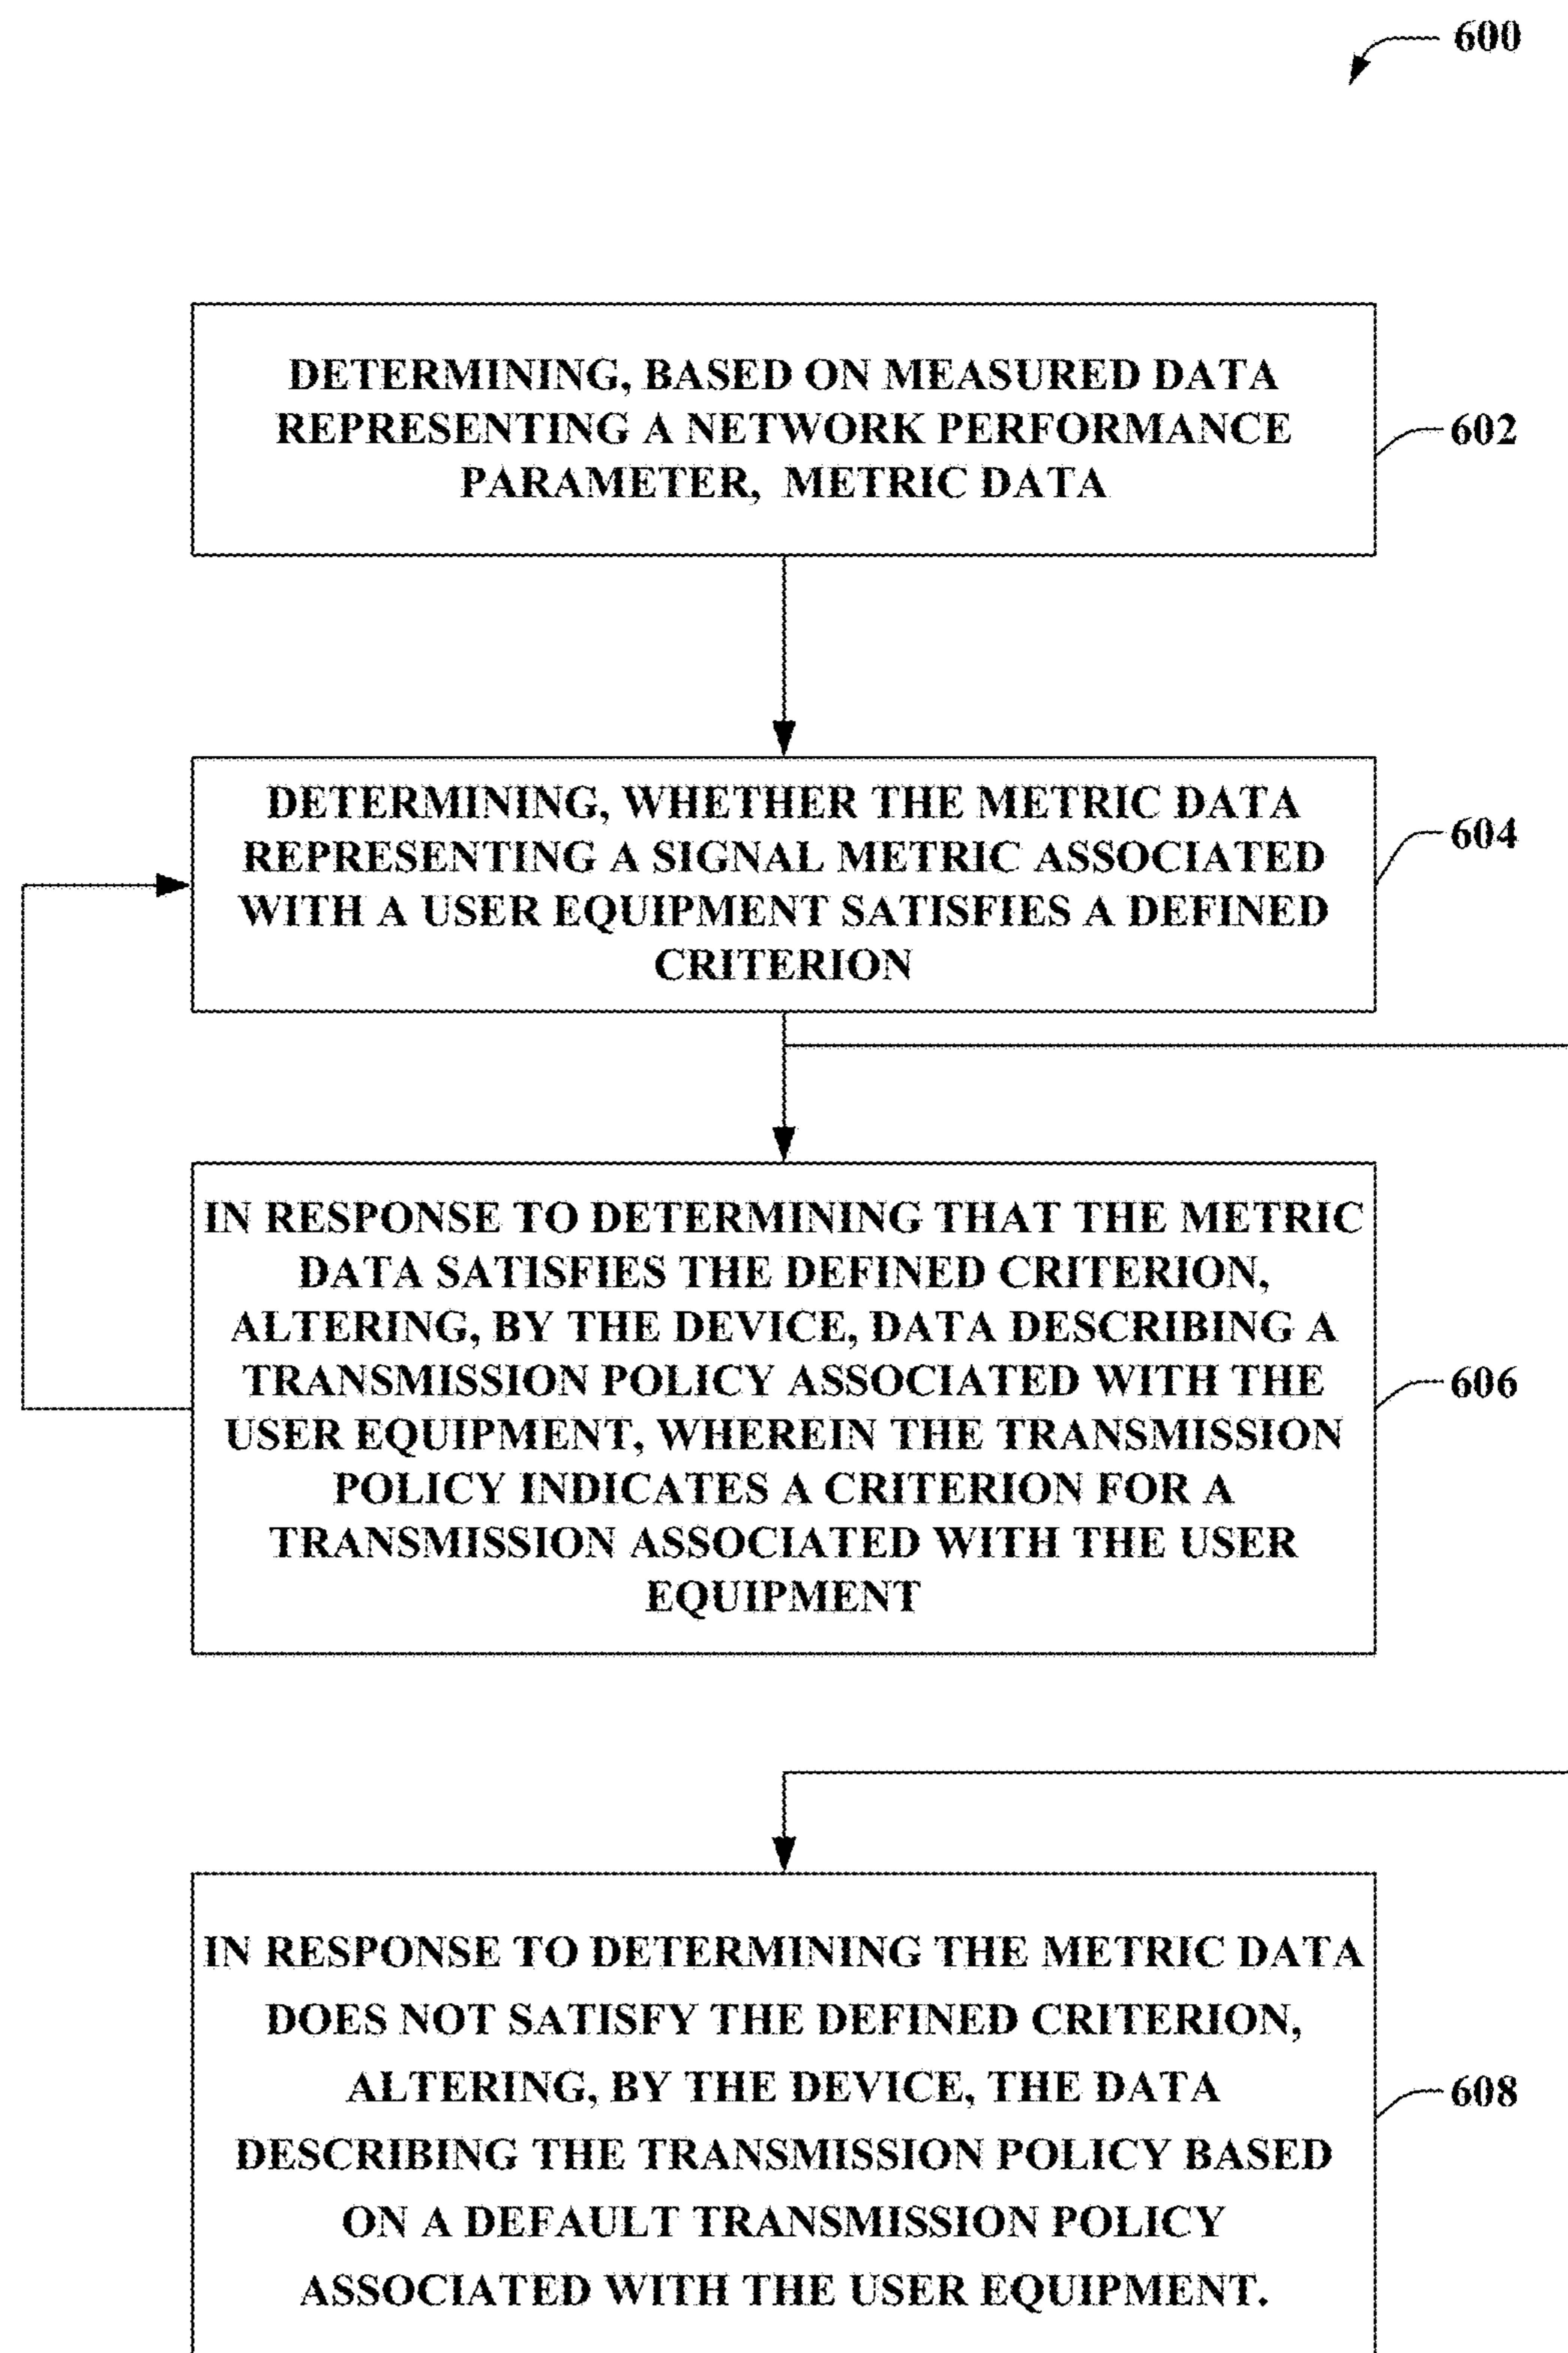 600
DETERMINING, BASED ON MEASURED DATA
REPRESENTING A NETWORK PERFORMANCE
PARAMETER, METRIC DATA
602
DETERMINING, WHETHER THE METRIC DATA
REPRESENTING A SIGNAL METRIC ASSOCIATED
WITH A USER EQUIPMENT SATISFIES A DEFINED
CRITERION
604
IN RESPONSE TO DETERMINING THAT THE METRIC
DATA SATISFIES THE DEFINED CRITERION,
ALTERING, BY THE DEVICE, DATA DESCRIBING A
TRANSMISSION POLICY ASSOCIATED WITH THE
USER EQUIPMENT, WHEREIN THE TRANSMISSION
POLICY INDICATES A CRITERION FOR A
TRANSMISSION ASSOCIATED WITH THE USER
EQUIPMENT
606
IN RESPONSE TO DETERMINING THE METRIC DATA
DOES NOT SATISFY THE DEFINED CRITERION,
ALTERING, BY THE DEVICE, THE DATA
DESCRIBING THE TRANSMISSION POLICY BASED
ON A DEFAULT TRANSMISSION POLICY
ASSOCIATED WITH THE USER EQUIPMENT.
608